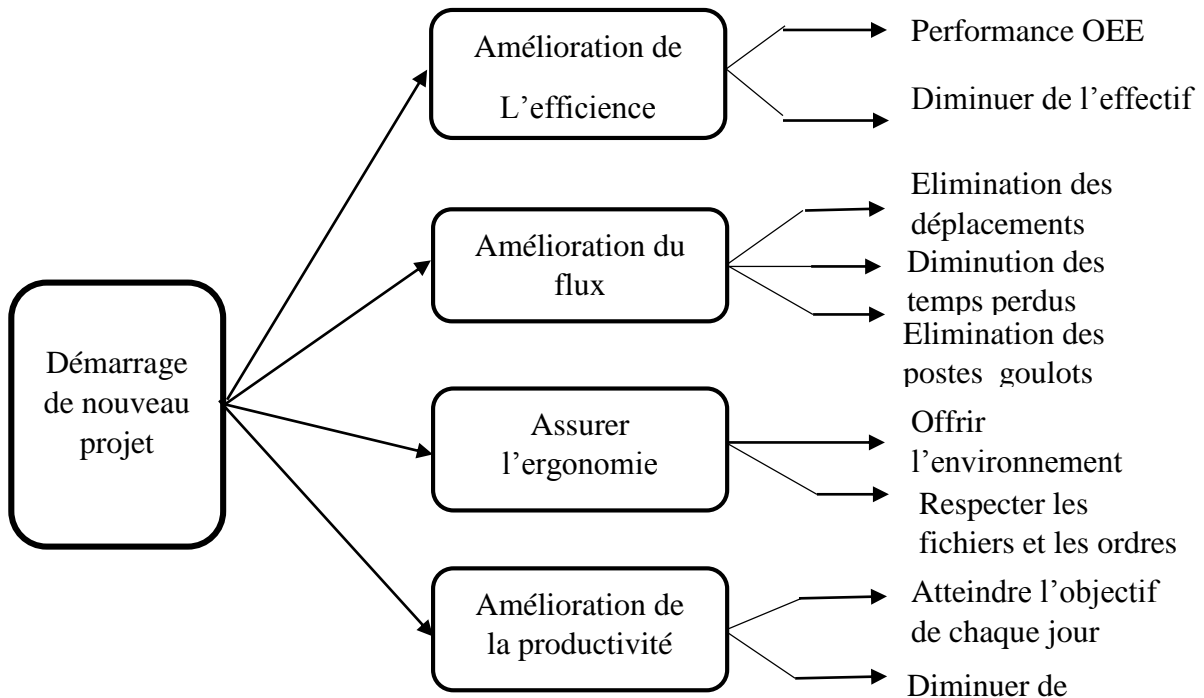 Démarrage
de nouveau
projet
Amélioration de
L’efficience
Performance OEE
Diminuer de l’effectif
Amélioration du
flux
Elimination des
déplacements
Diminution des
temps perdus
Elimination des
postes goulots
Assurer
l’ergonomie
Offrir
l’environnement
Respecter les
fichiers et les ordres
Amélioration de
la productivité
Atteindre l’objectif
de chaque jour
Diminuer de